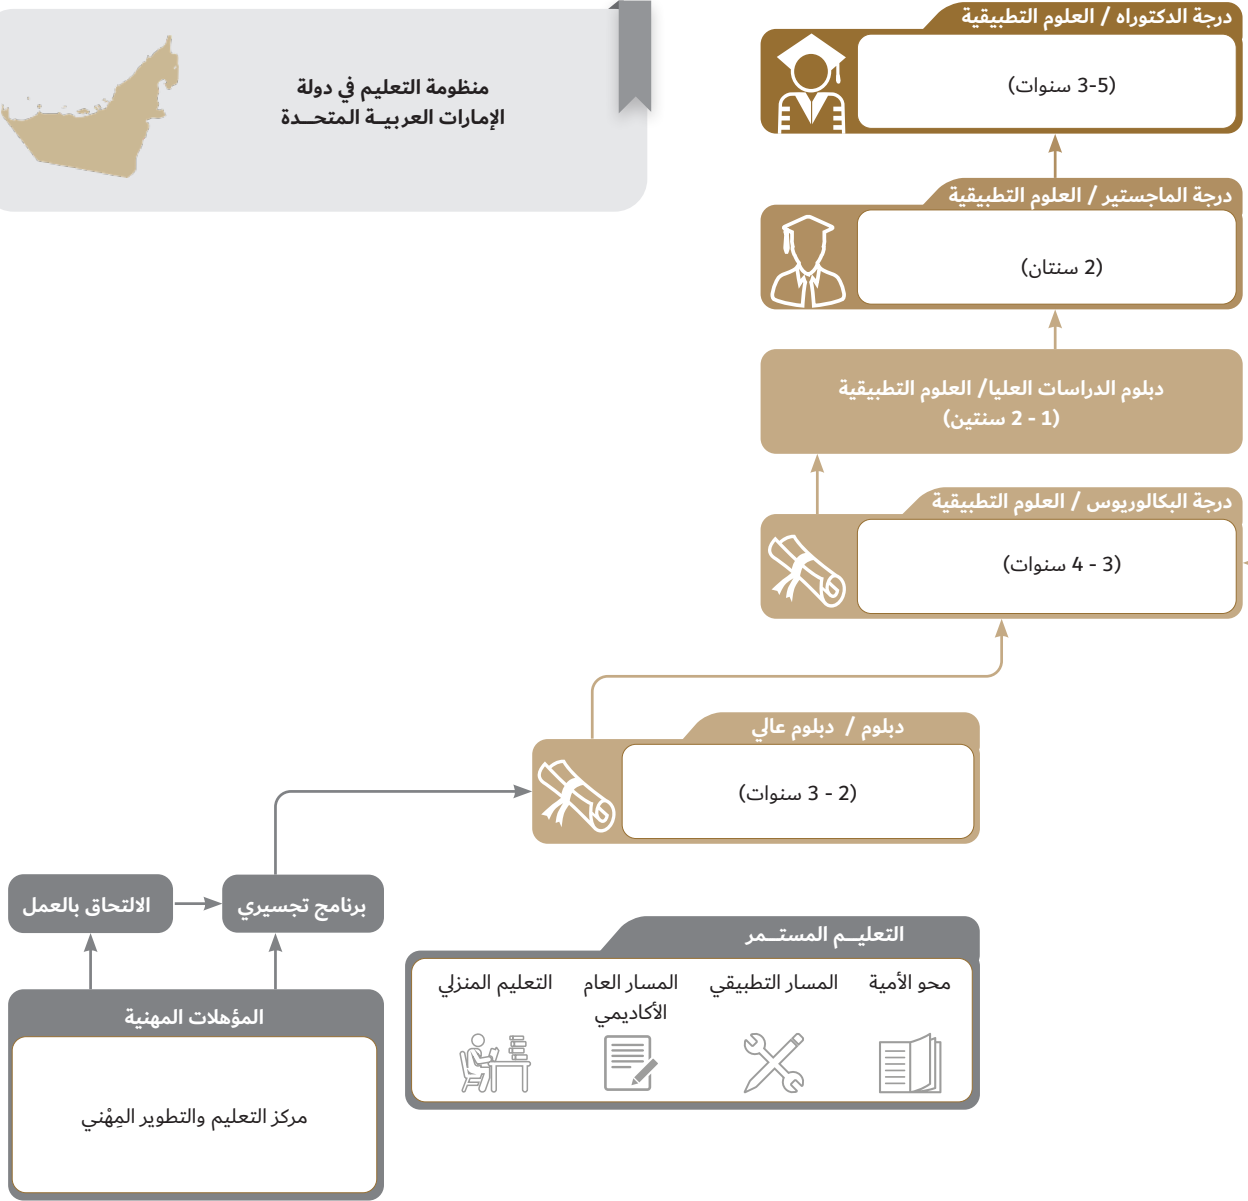 منظومة التعليم في دولة
الإمارات العربيــة المتحــدة
درجة الدكتوراه / العلوم التطبيقية
(3-5 سنوات)
درجة الماجستير / العلوم التطبيقية
(2 سنتان)
دبلوم الدراسات العليا/ العلوم التطبيقية
(1 - 2 سنتين)
درجة البكالوريوس / العلوم التطبيقية
(3 - 4 سنوات)
دبلوم / دبلوم عالي
(2 - 3 سنوات)
برنامج تجسيري
الالتحاق بالعمل
التعليــم المستــمر
محو الأمية
المسار التطبيقي
المسار العام
الأكاديمي
التعليم المنزلي
المؤهلات المهنية
مركز التعليم والتطوير المِهْني